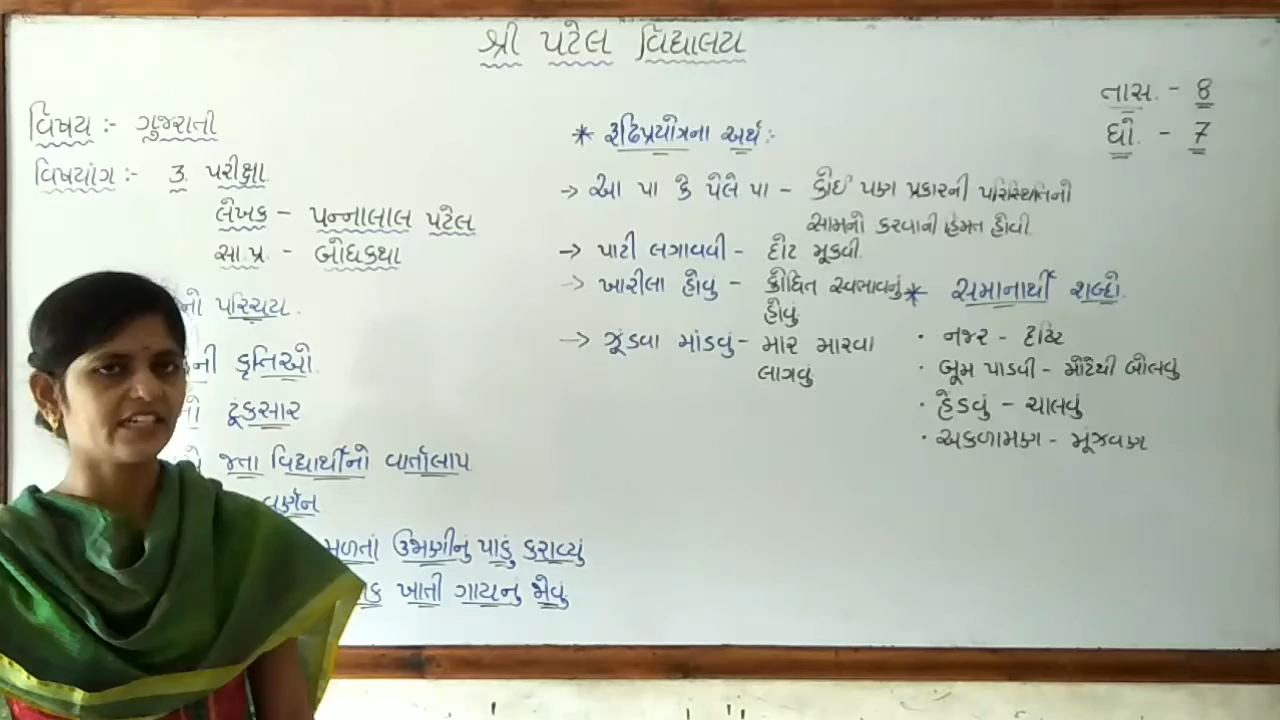 શ્રી પટેલ વિદ્યાલય
તાસ. - 8
ધો. - 7
વિષય :- ગુજરાતી
વિષયાંગ :- 3. પરીક્ષા
લેખક - પન્નાલાલ પટેલ
સા.પ્ર - બોધકથા
નો પરિચય.
ની કૃતિઓ.
નો ટૂંકસાર
જતા વિદ્યાર્થીનો વાર્તાલાપ
વર્ણન
મળતાં ઉજાણીનું પાકું કરાવ્યું
ખાતી ગાયનું જોવું
* રૂઢિપ્રયોગના અર્થ :
→ આ પા કે પેલે પા - કોઈ પણ પ્રકારની પરિસ્થિતિનો
સામનો કરવાની હિંમત હોવી
→ પાટી લગાવવી - દોટ મૂકવી.
→ ખારીલા હોવુ - ક્રોધિત સ્વભાવનું
હોવું
→ ઝૂંડવા માંડવું - માર મારવા
લાગવું
* સમાનાર્થી શબ્દો.
· નજર - દૃષ્ટિ
· બૂમ પાડવી - મોટેથી બોલવું
· હેંડવું - ચાલવું
· અકળામણ - મૂંઝવણ